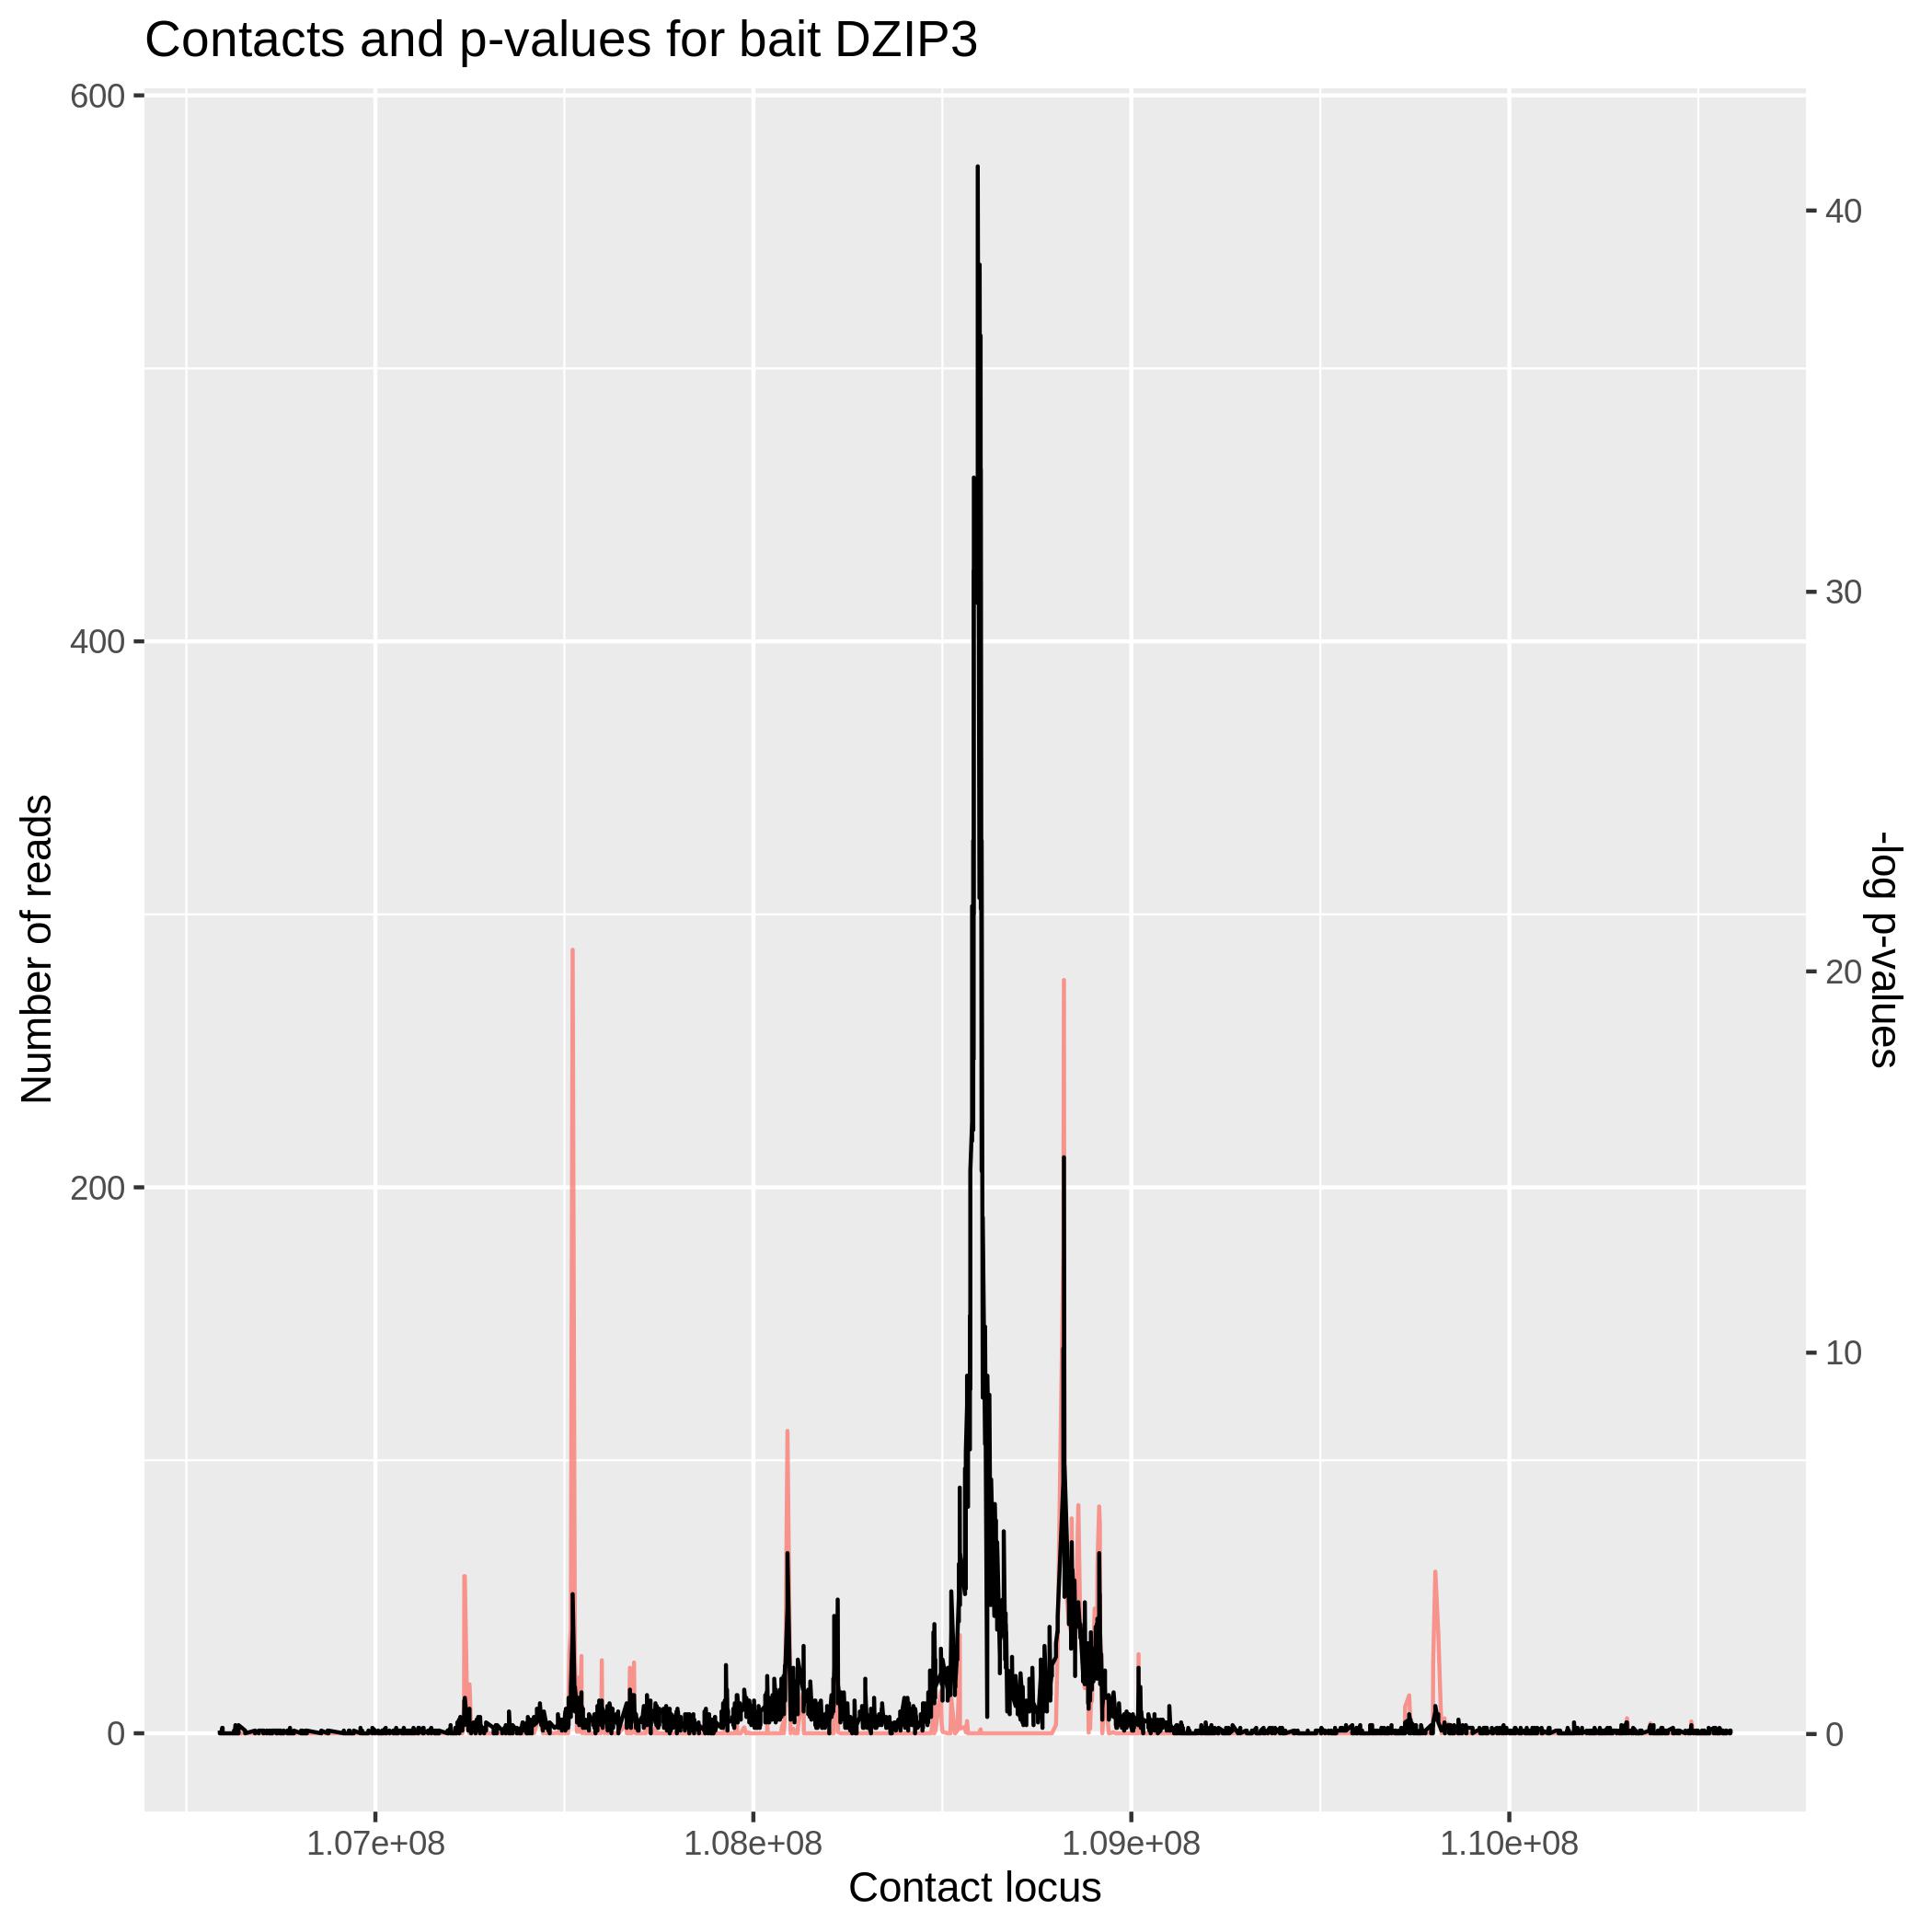 Contacts and p-values for bait DZIP3
600
400
200
0
Number of reads
40
30
20
10
0
-log p-values
1.07e+08
1.08e+08
1.09e+08
1.10e+08
Contact locus